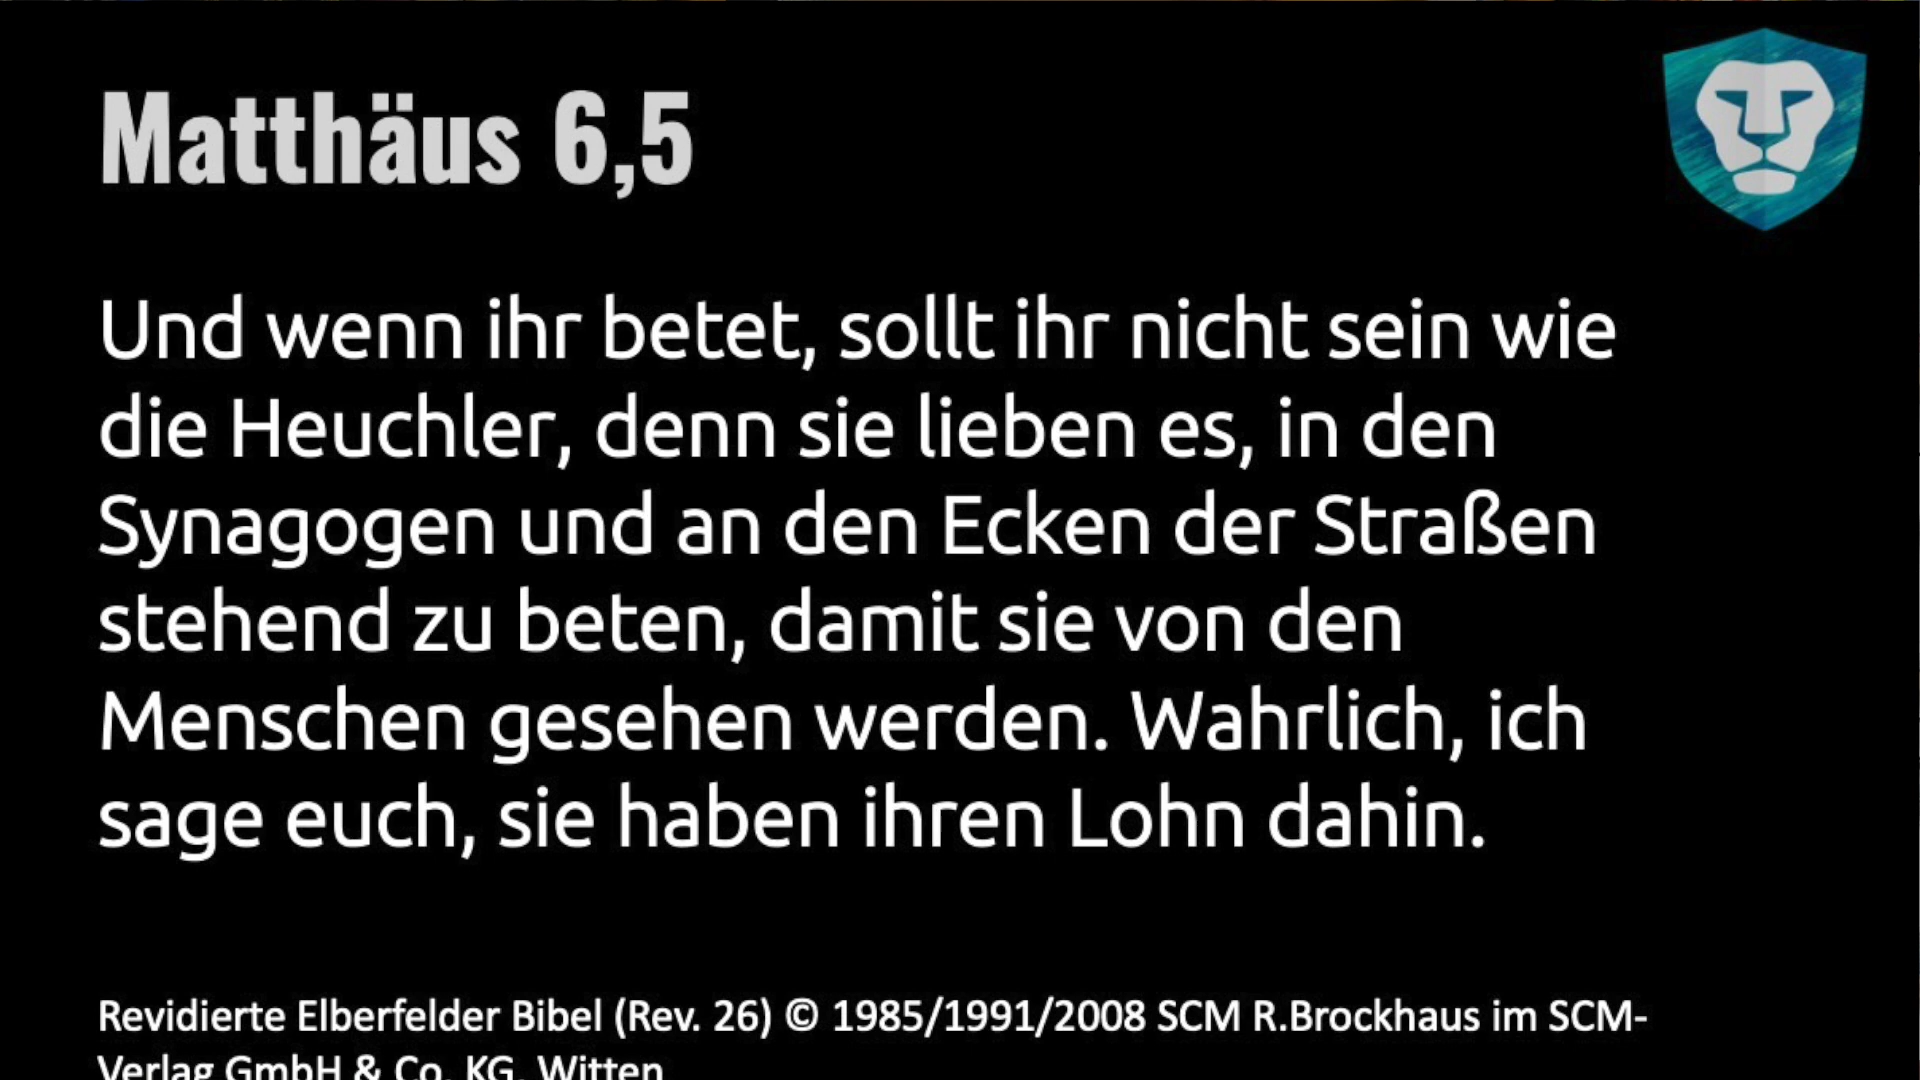 Matthäus 6,5
Und wenn ihr betet, sollt ihr nicht sein wie
die Heuchler, denn sie lieben es, in den
Synagogen und an den Ecken der Straßen
stehend zu beten, damit sie von den
Menschen gesehen werden. Wahrlich, ich
sage euch, sie haben ihren Lohn dahin.
Revidierte Elberfelder Bibel (Rev. 26) © 1985/1991/2008 SCM R.Brockhaus im SCM-
Verlag GmbH & Co. KG, Witten